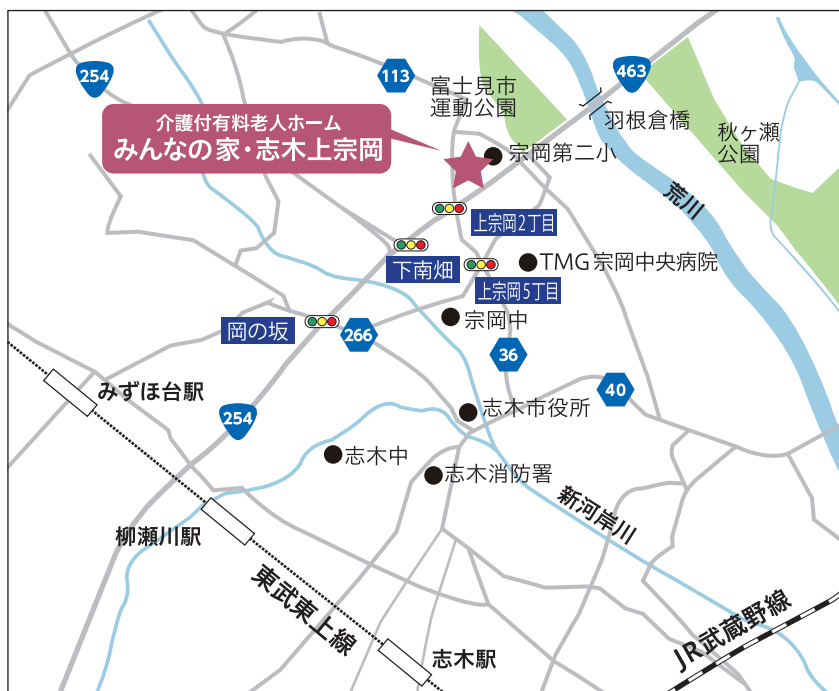 254
113
富士見市
運動公園
463
羽根倉橋
秋ヶ瀬
公園
介護付有料老人ホーム
みんなの家・志木上宗岡
宗岡第二小
荒川
上宗岡2丁目
下南畑
TMG宗岡中央病院
上宗岡5丁目
宗岡中
岡の坂
266
36
40
みずほ台駅
254
志木市役所
志木中
志木消防署
新河岸川
柳瀬川駅
東武東上線
志木駅
JR武蔵野線